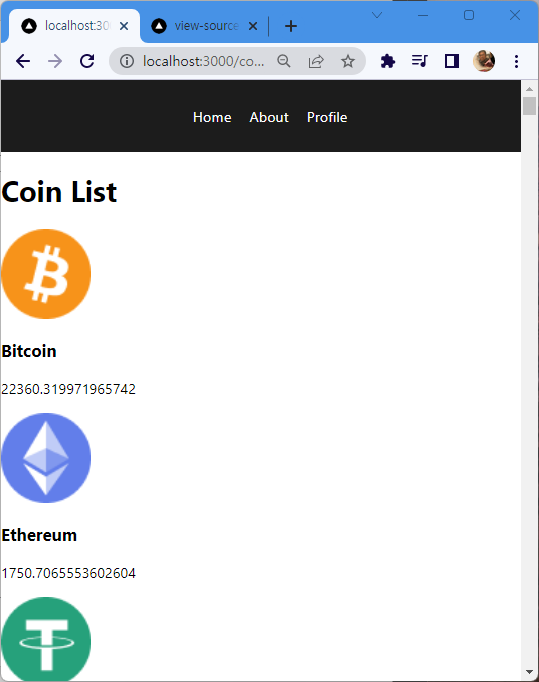 localhost:30
view-source
localhost:3000/co...
Home About Profile
Coin List
Bitcoin
22360.319971965742
Ethereum
1750.7065553602604